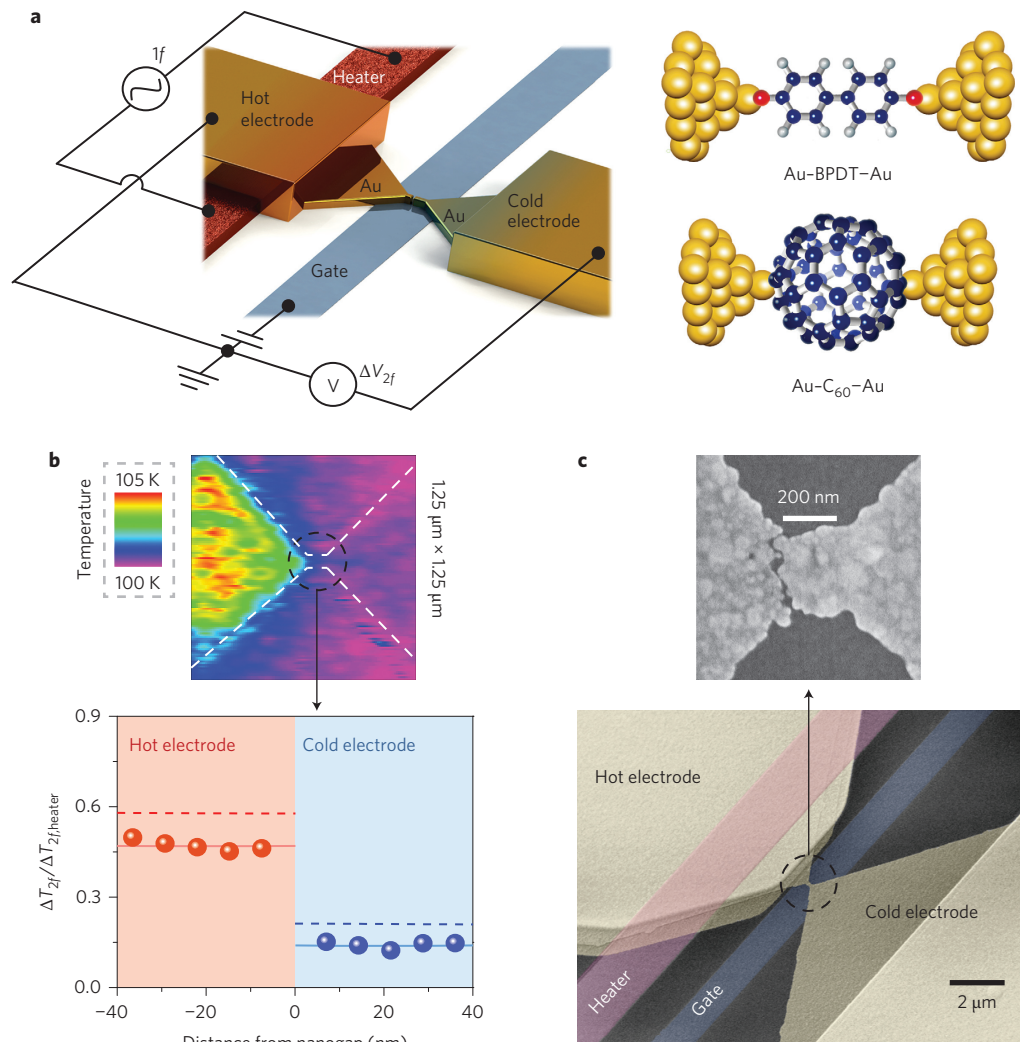 a
1f
Heater
Hot
electrode
Au
Au
Cold
electrode
Gate
ΔV2f
V
Au–BPDT–Au
Au–C60–Au
b
105 K
Temperature
100 K
1.25 μm × 1.25 μm
c
200 nm
0.9
Hot electrode
Cold electrode
0.6
ΔT2f/ΔT2f,heater
0.3
0.0
−40
−20
0
20
40
Distance from nanogap (nm)
Hot electrode
Cold electrode
Heater
Gate
2 μm